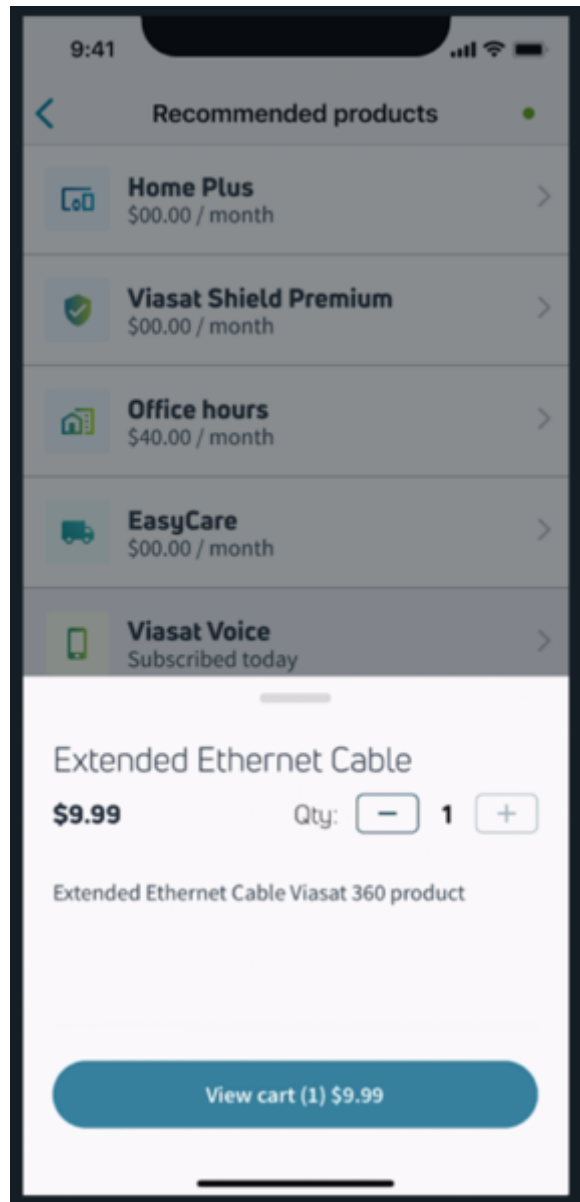 9:41
Recommended products
Home Plus
$00.00 / month
Viasat Shield Premium
$00.00 / month
Office hours
$40.00 / month
EasyCare
$00.00 / month
Viasat Voice
Subscribed today
Extended Ethernet Cable
$9.99 Qty: − 1 +
Extended Ethernet Cable Viasat 360 product
View cart (1) $9.99